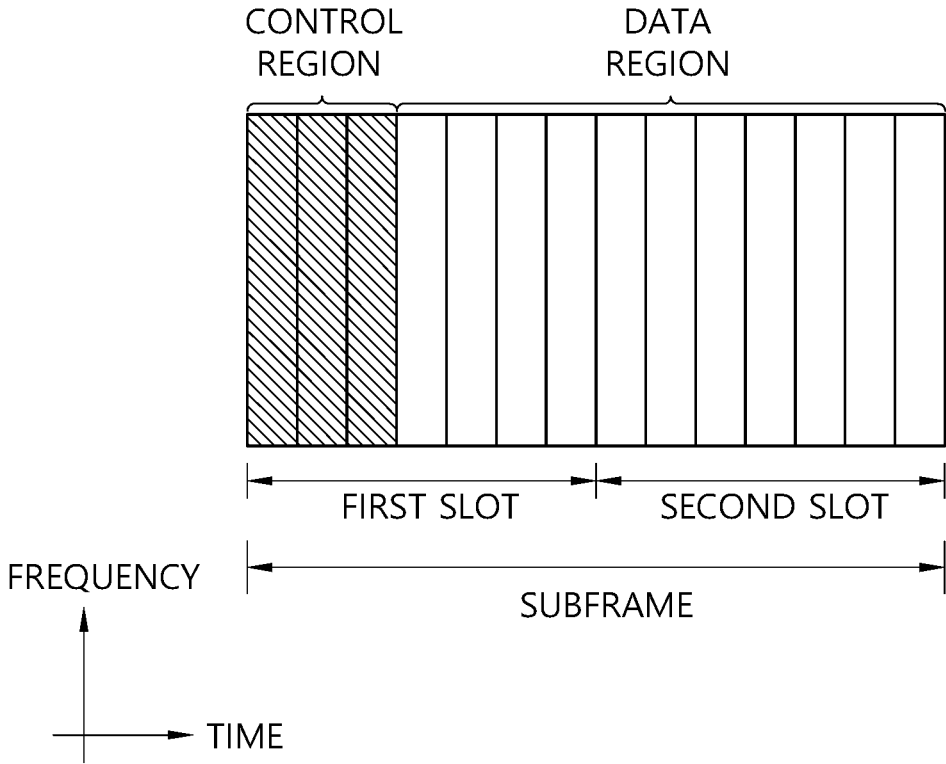 CONTROL
REGION
DATA
REGION
FIRST SLOT
SECOND SLOT
SUBFRAME
FREQUENCY
TIME